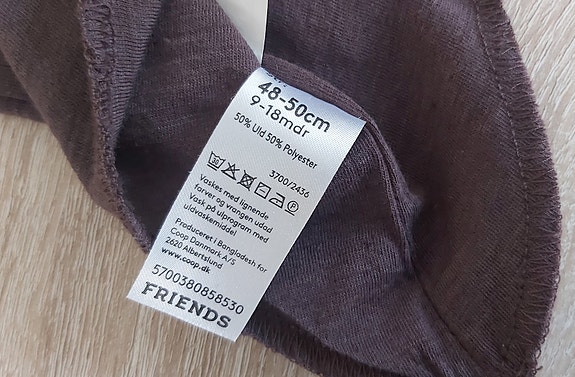 48-50cm
9-18mdr
50% Uld 50% Polyester
3700/2436
Vaskes med lignende
farver og vrangen udad
Vask på uldprogram med
uldvaskemiddel
Produceret i Bangladesh for
Coop Danmark A/S
2620 Albertslund
www.coop.dk
5700380858530
FRIENDS